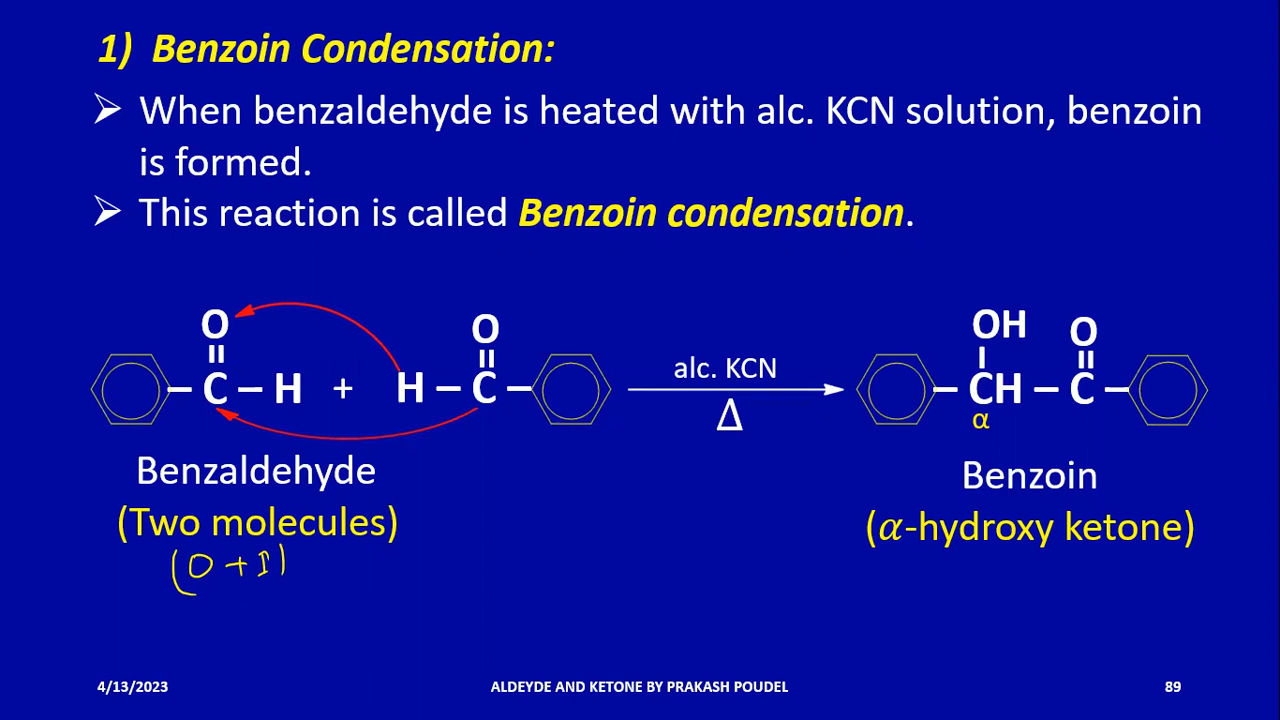 1) Benzoin Condensation:
➢ When benzaldehyde is heated with alc. KCN solution, benzoin
is formed.
➢ This reaction is called Benzoin condensation.
O O OH O
C – H + H – C alc. KCN CH – C
Δ α
Benzaldehyde Benzoin
(Two molecules) (α-hydroxy ketone)
4/13/2023 ALDEYDE AND KETONE BY PRAKASH POUDEL 89